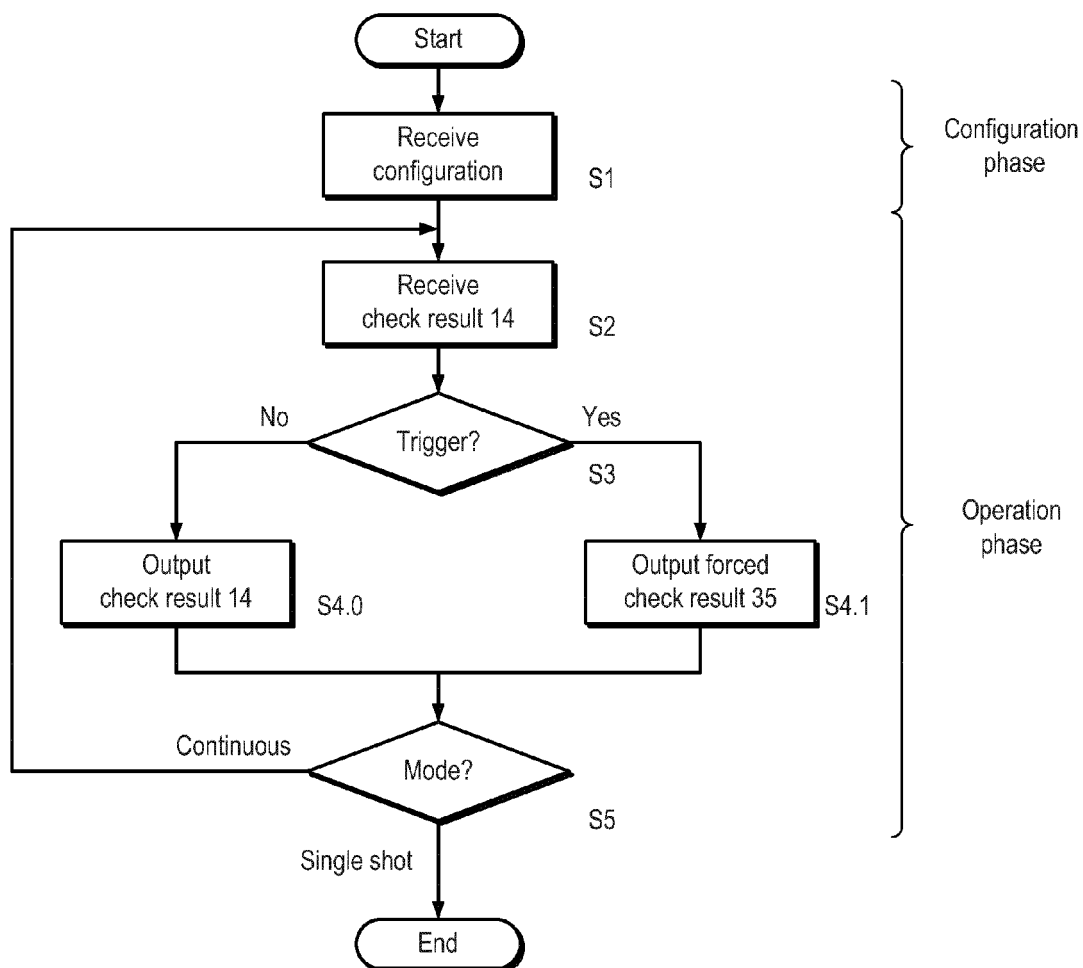 Start
Receive
configuration
S1
Configuration
phase
Receive
check result 14
S2
No
Yes
Trigger?
S3
Operation
phase
Output
check result 14
S4.0
Output forced
check result 35
S4.1
Continuous
Mode?
S5
Single shot
End